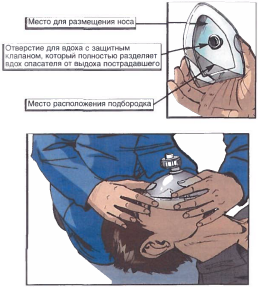 Место для размещения носа
Отверстие для вдоха с защитным
клапаном, который полностью разделяет
вдох спасателя от выдоха пострадавшего
Место расположения подбородка